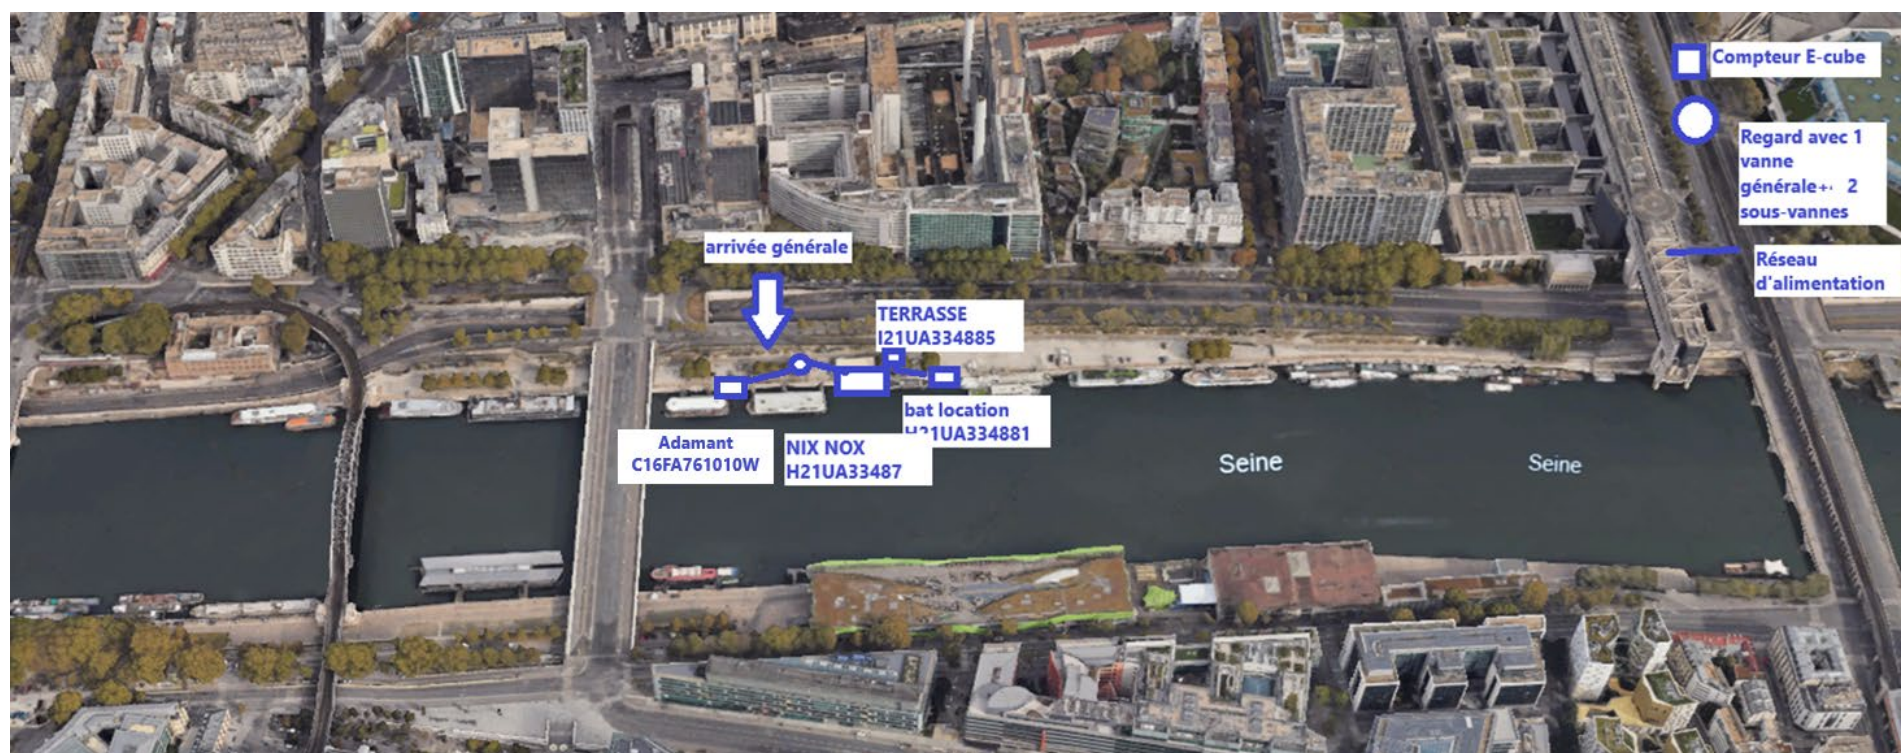 Compteur E-cube
Regard avec 1
vanne
générale+· 2
sous-vannes
Réseau
d'alimentation
arrivée générale
TERRASSE
I21UA334885
bat location
H21UA334881
Adamant
C16FA761010W
NIX NOX
H21UA33487
Seine
Seine